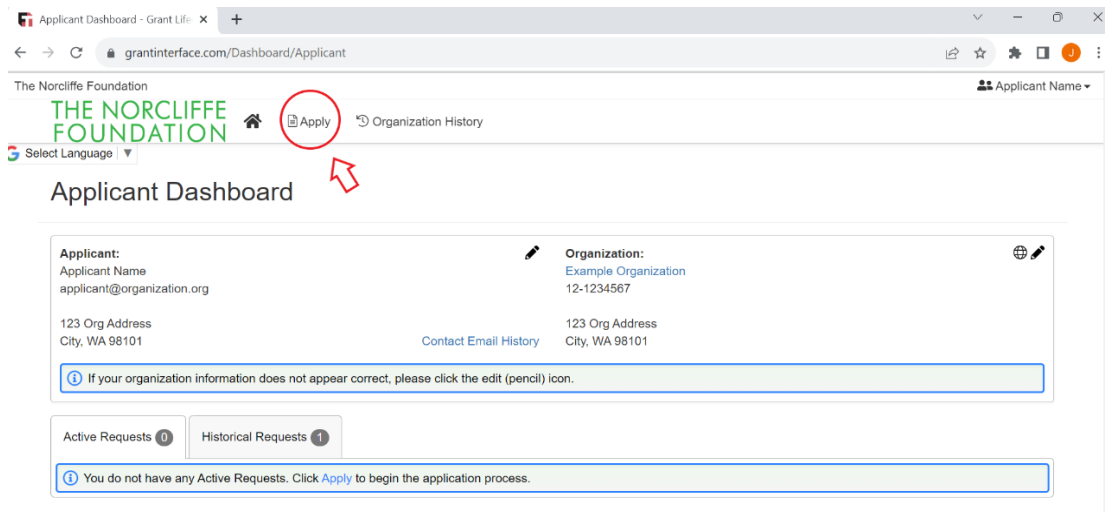 Applicant Dashboard - Grant Life
grantinterface.com/Dashboard/Applicant
J
The Norcliffe Foundation
Applicant Name
THE NORCLIFFE
FOUNDATION
Apply
Organization History
Select Language
Applicant Dashboard
Applicant:
Applicant Name
applicant@organization.org
123 Org Address
City, WA 98101
Contact Email History
Organization:
Example Organization
12-1234567
123 Org Address
City, WA 98101
If your organization information does not appear correct, please click the edit (pencil) icon.
Active Requests 0
Historical Requests 1
You do not have any Active Requests. Click Apply to begin the application process.